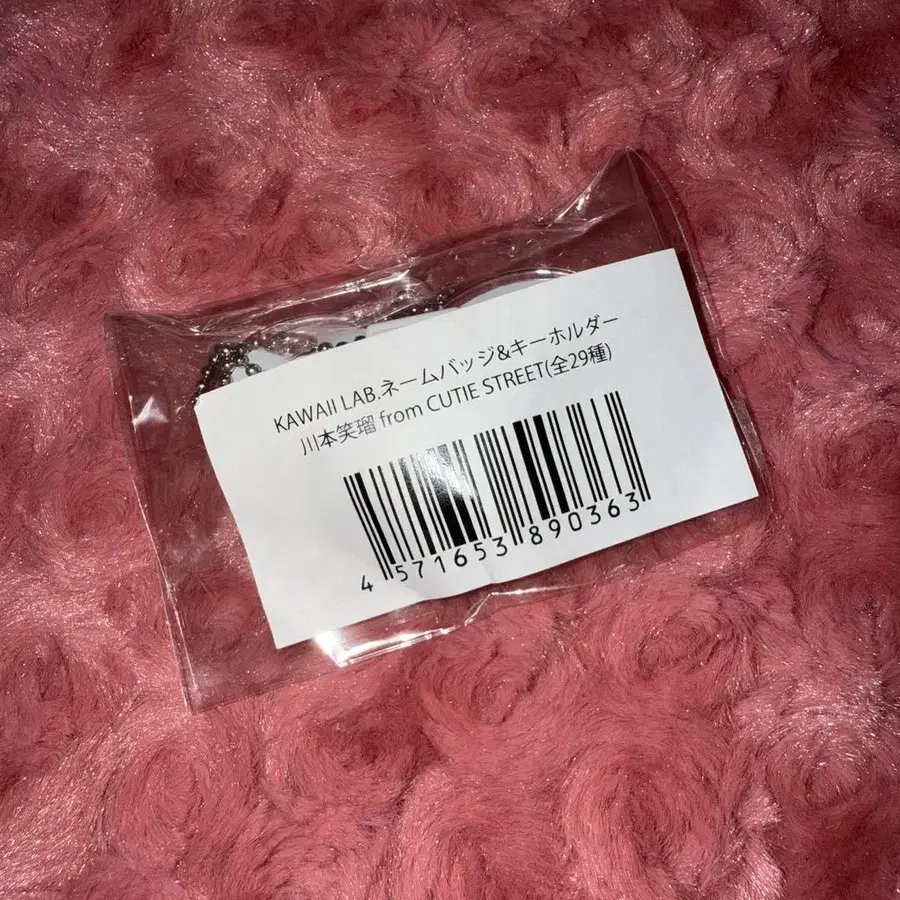 KAWAII LAB.ネームバッジ&キーホルダー
川本笑瑠 from CUTIE STREET(全29種)
4 571653 890363